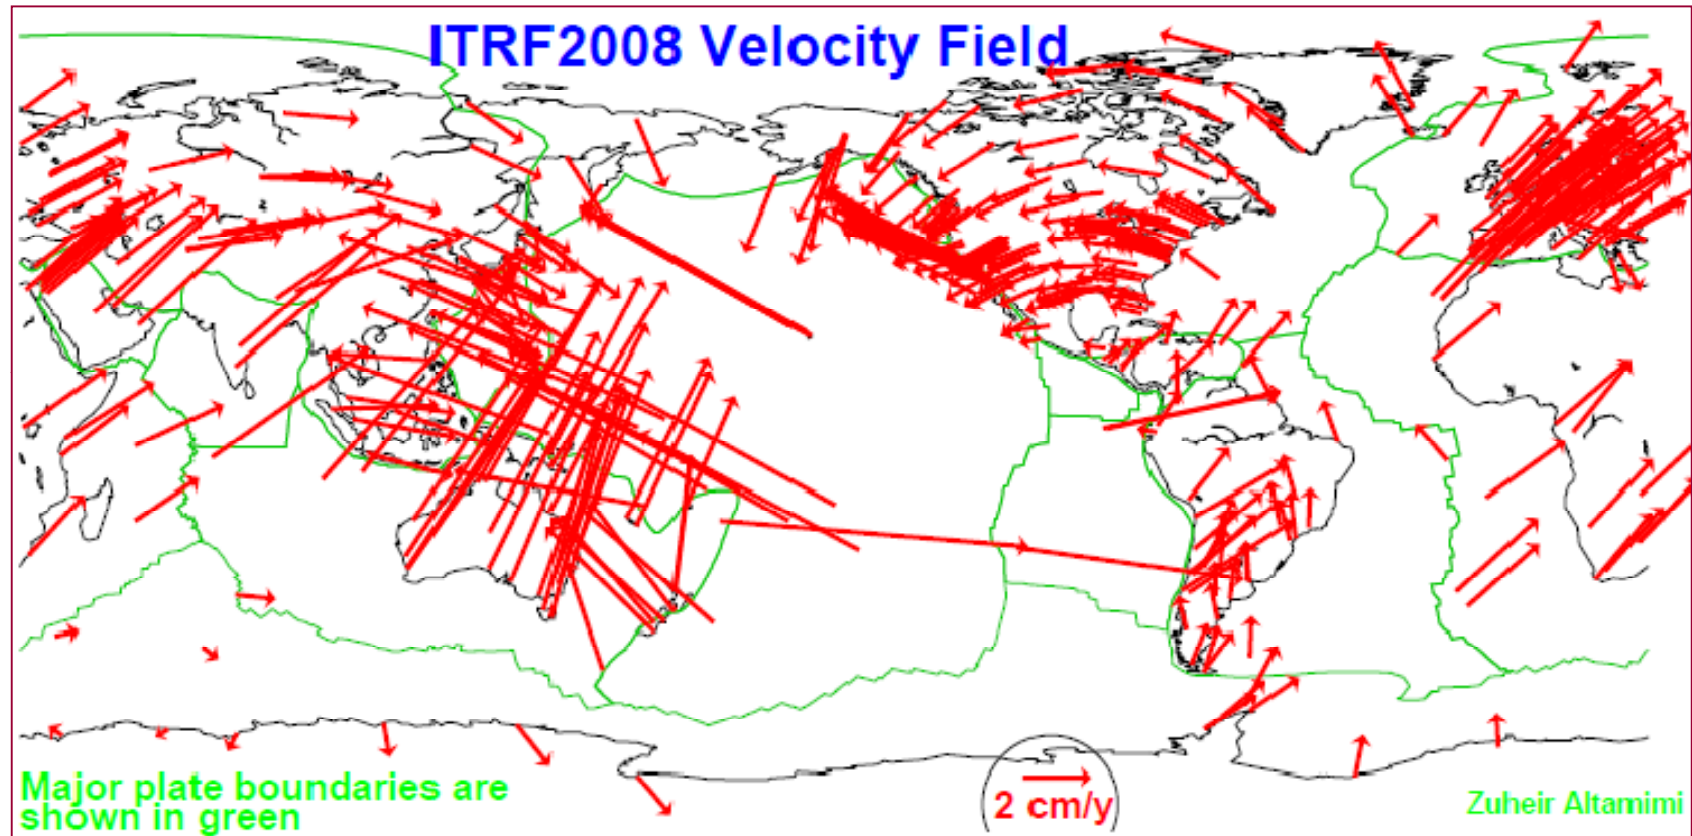 ITRF2008 Velocity Field
Major plate boundaries are
shown in green
2 cm/y
Zuheir Altamimi